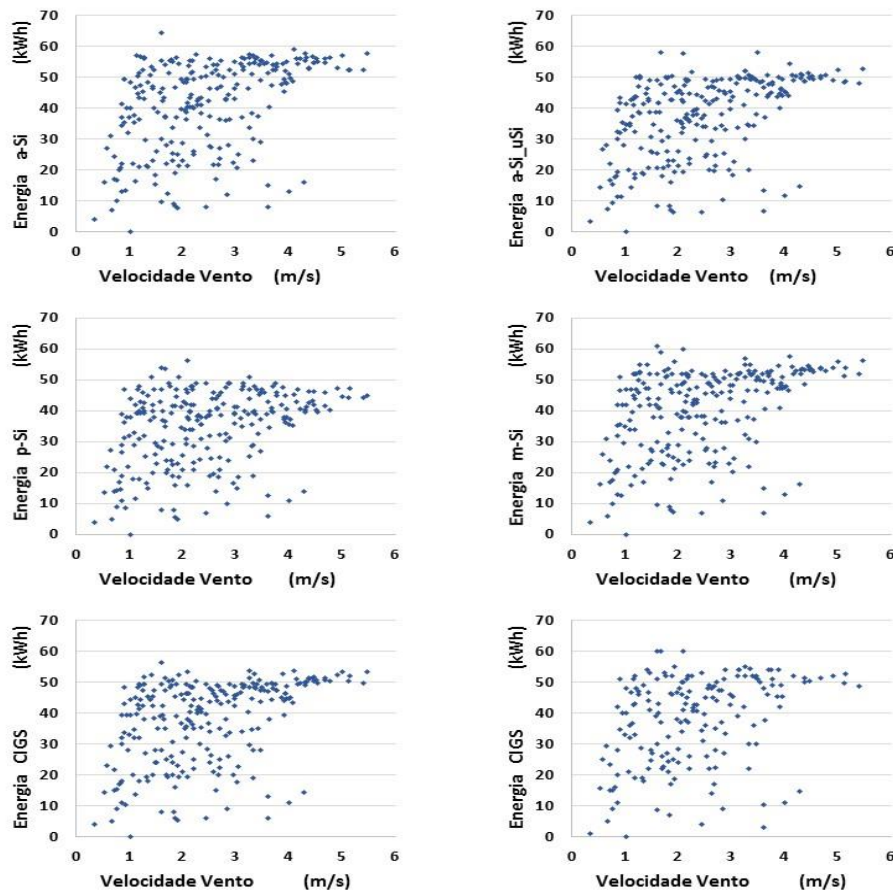 Energia a-Si (kWh)
70
60
50
40
30
20
10
0
0 1 2 3 4 5 6
Velocidade Vento (m/s)
Energia a-Si_uSi (kWh)
70
60
50
40
30
20
10
0
0 1 2 3 4 5 6
Velocidade Vento (m/s)
Energia p-Si (kWh)
70
60
50
40
30
20
10
0
0 1 2 3 4 5 6
Velocidade Vento (m/s)
Energia m-Si (kWh)
70
60
50
40
30
20
10
0
0 1 2 3 4 5 6
Velocidade Vento (m/s)
Energia CIGS (kWh)
70
60
50
40
30
20
10
0
0 1 2 3 4 5 6
Velocidade Vento (m/s)
Energia CIGS (kWh)
70
60
50
40
30
20
10
0
0 1 2 3 4 5 6
Velocidade Vento (m/s)